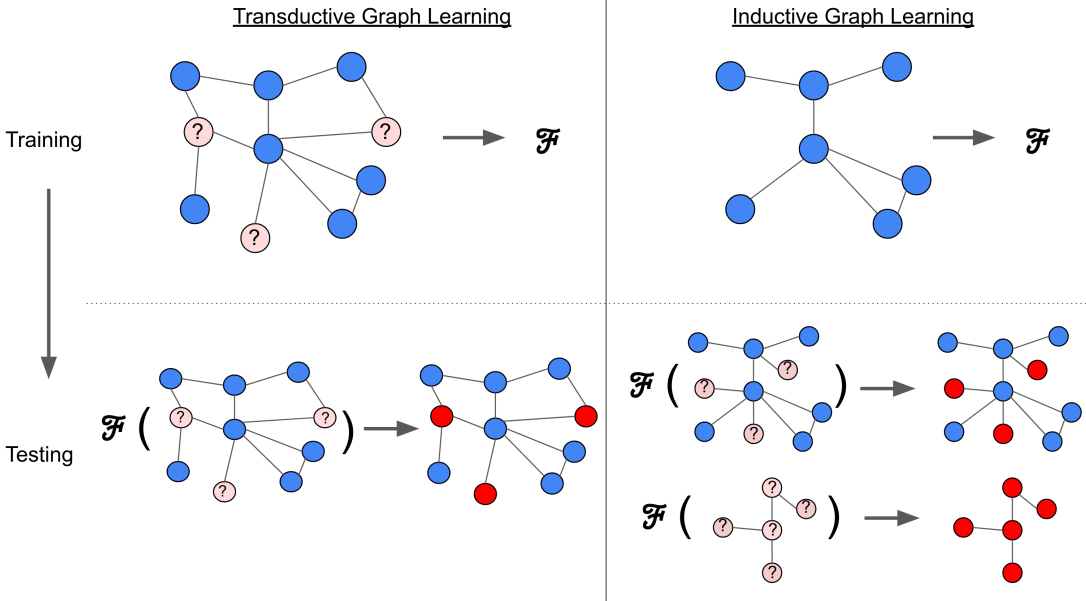 Transductive Graph Learning
Inductive Graph Learning
Training
? ? ?
ℱ
ℱ
Testing
ℱ ( ? ? ? )
ℱ ( ? ? ? )
ℱ ( ? ? ? ? ? )